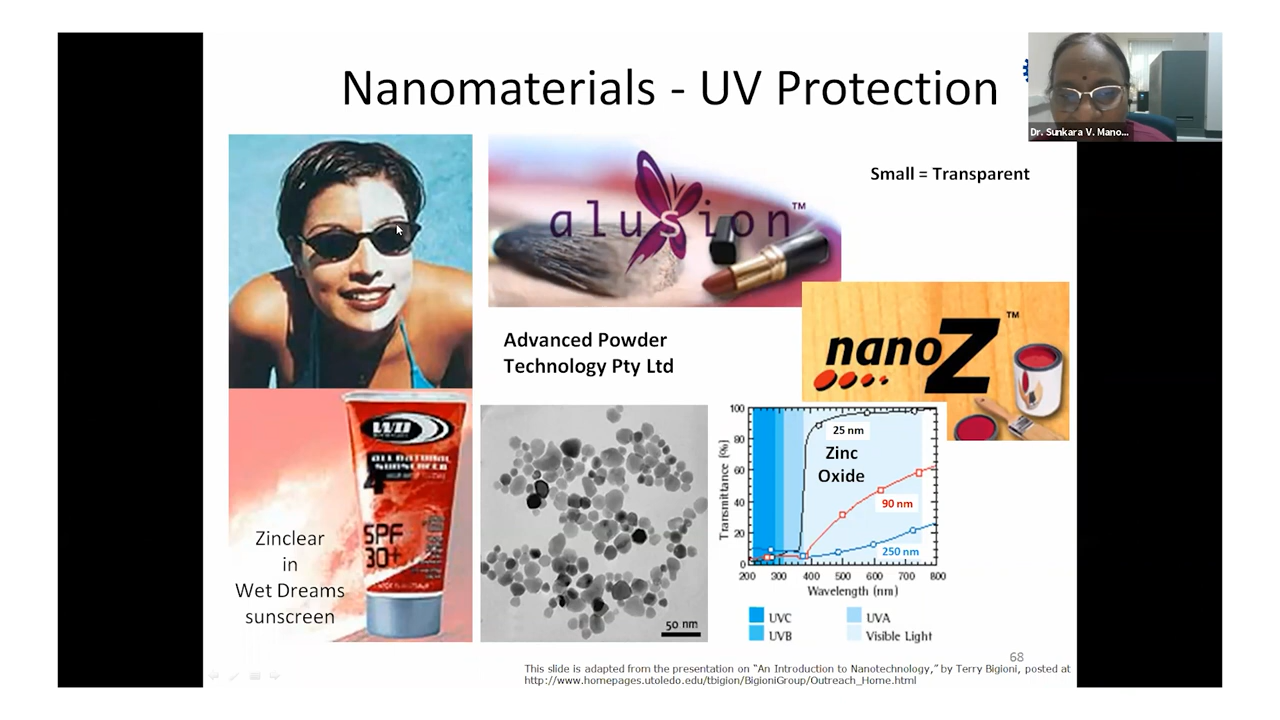 Nanomaterials - UV Protection
Dr. Sunkara V. Mano...
alusion™
Small = Transparent
Advanced Powder
Technology Pty Ltd
nanoZ™
SPF
30+
Zinclear
in
Wet Dreams
sunscreen
50 nm
Transmittance (%)
100
80
60
40
20
0
25 nm
Zinc
Oxide
90 nm
250 nm
200 300 400 500 600 700 800
Wavelength (nm)
UVC UVA
UVB Visible Light
68
This slide is adapted from the presentation on "An Introduction to Nanotechnology," by Terry Bigioni, posted at
http://www.homepages.utoledo.edu/tbigion/BigioniGroup/Outreach_Home.html